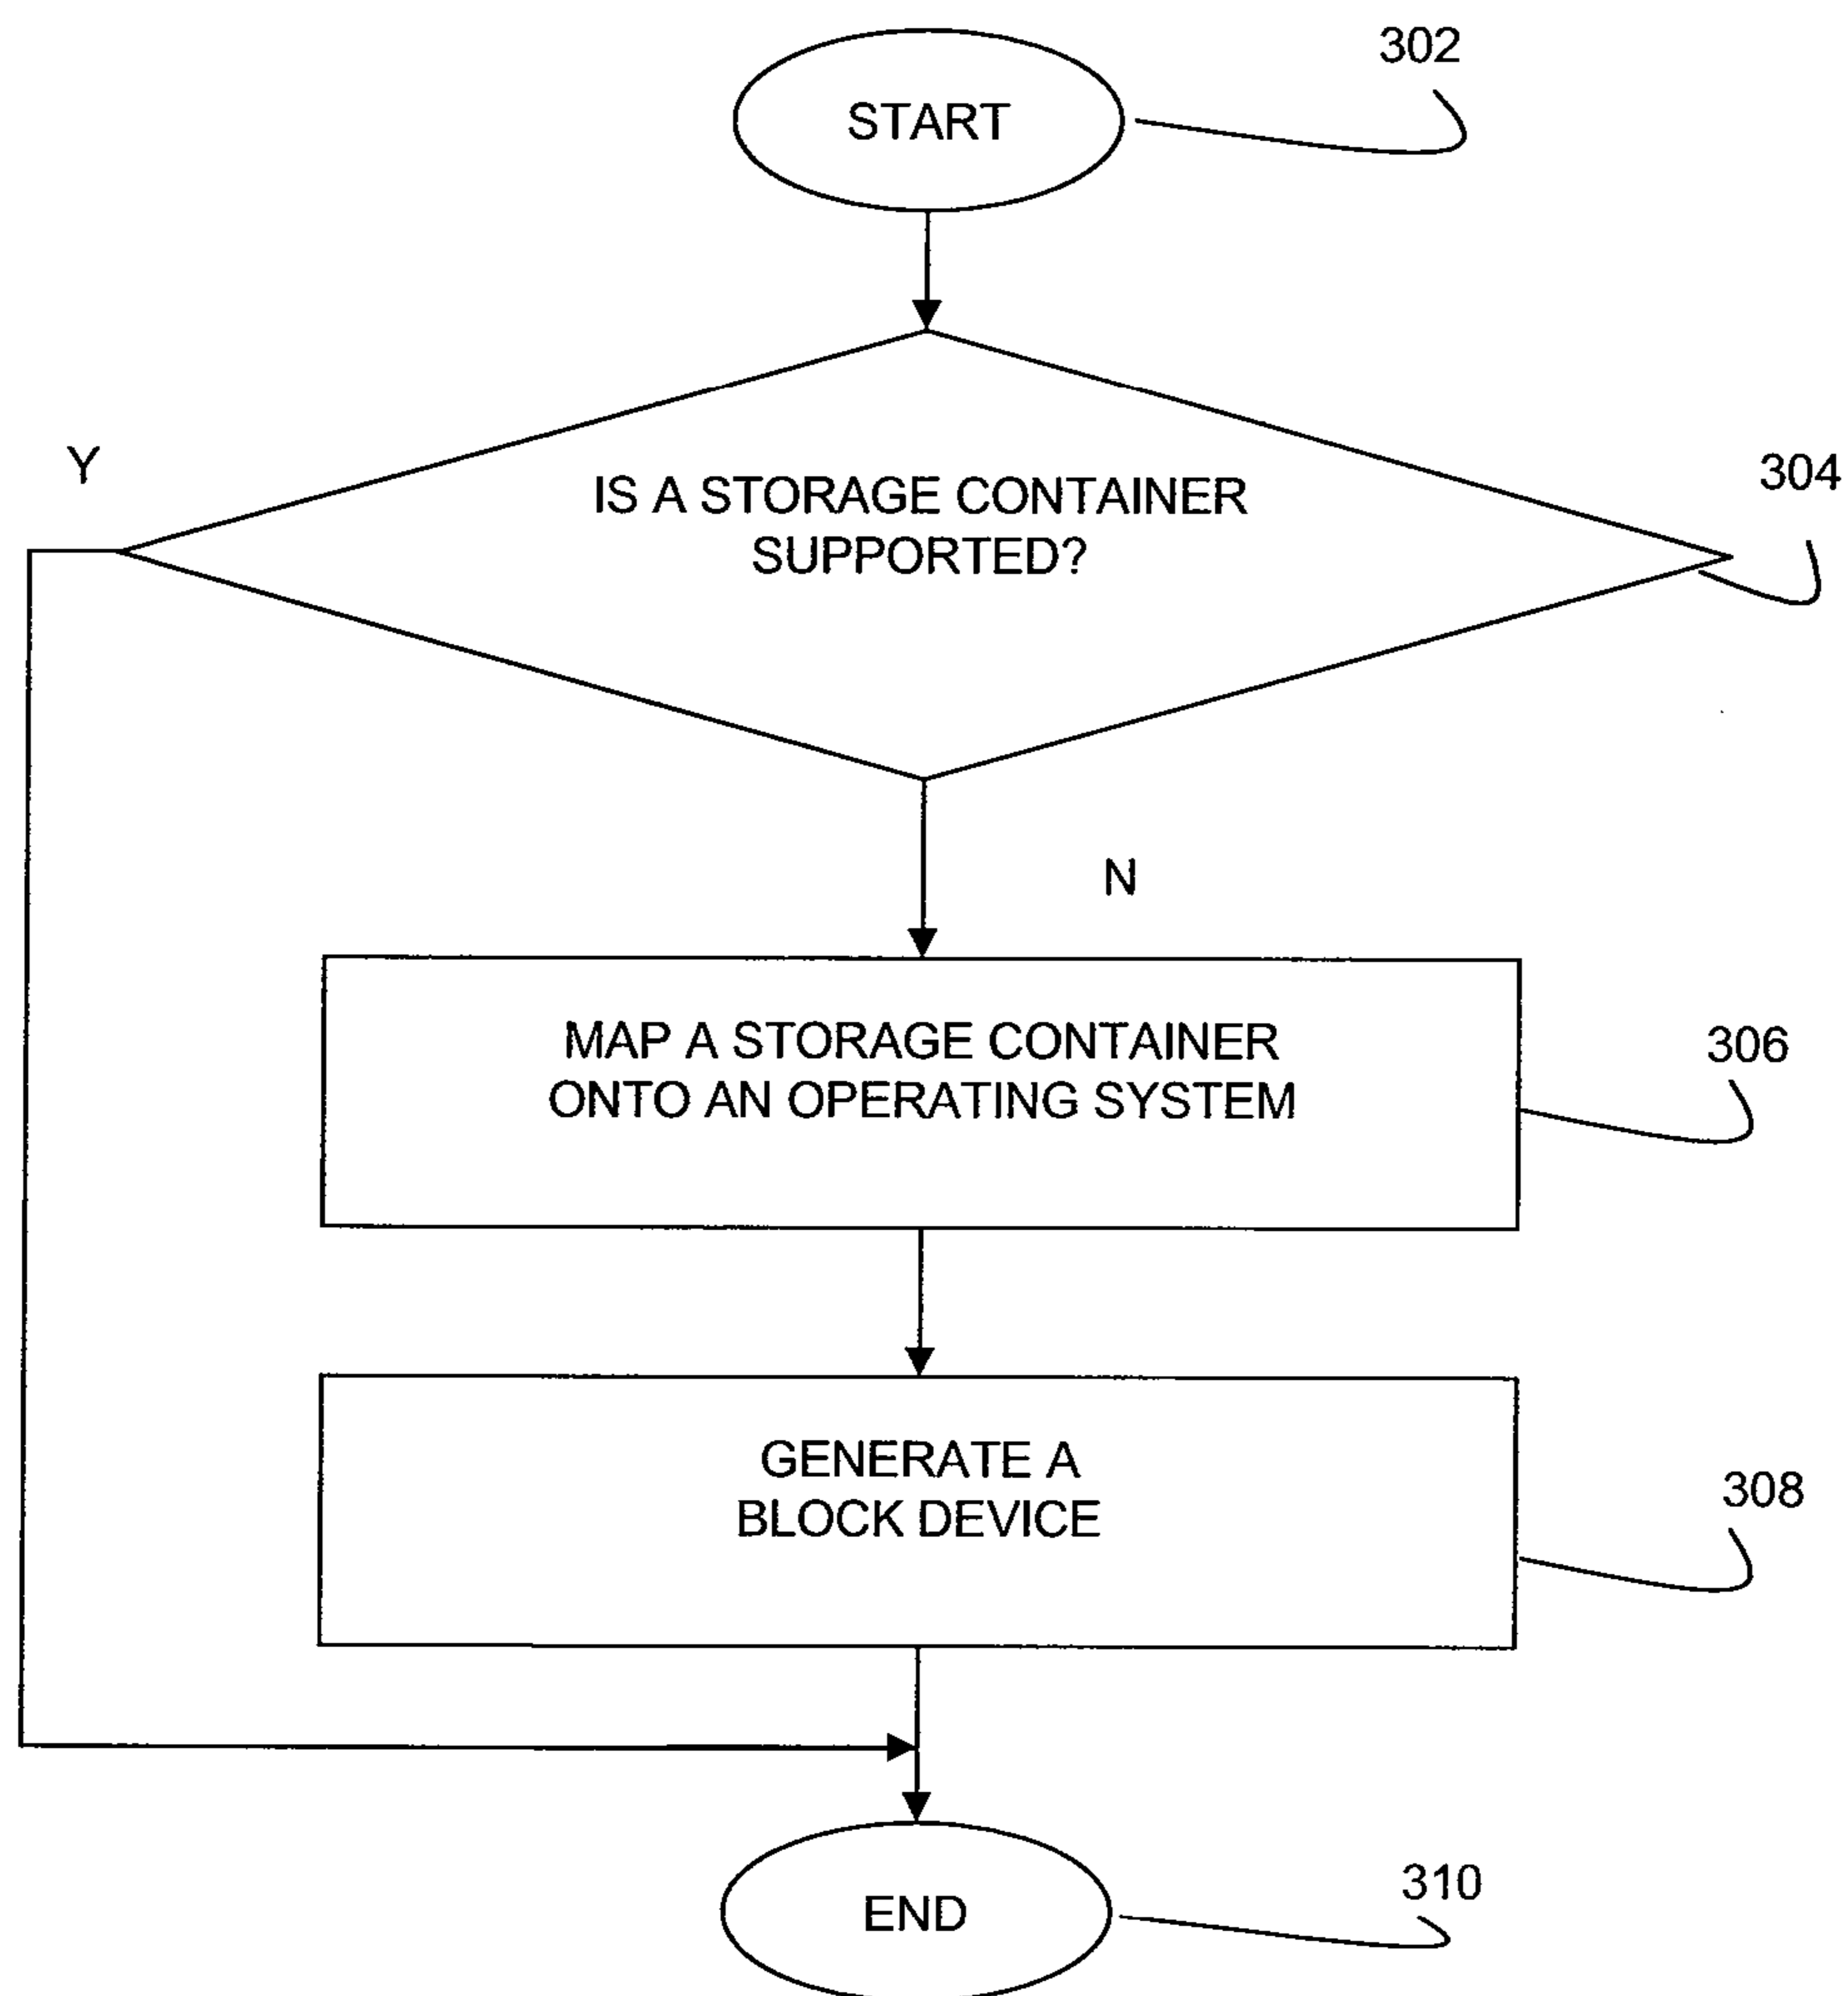 302
START
Y
304
IS A STORAGE CONTAINER
SUPPORTED?
N
306
MAP A STORAGE CONTAINER
ONTO AN OPERATING SYSTEM
308
GENERATE A
BLOCK DEVICE
310
END